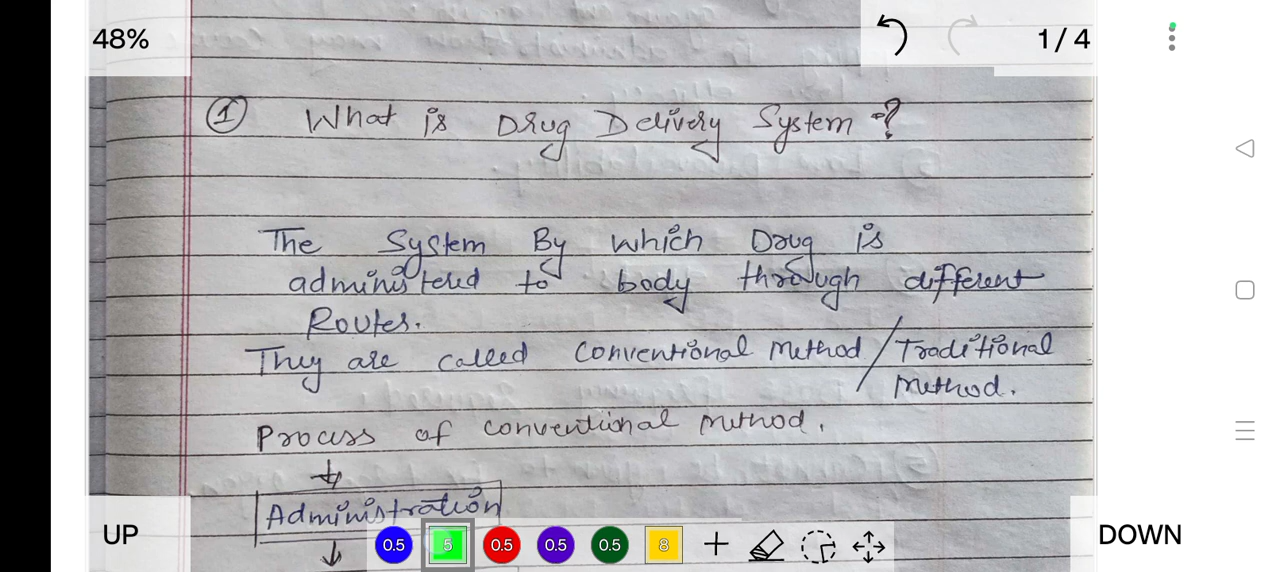 48%
1 / 4
① What is Drug Delivery System ?
The System By which Drug is
administered to body through different
Routes.
They are called conventional method / Traditional
method.
Process of conventional method.
↓
Administration
↓
UP
0.5 5 0.5 0.5 0.5 8
DOWN